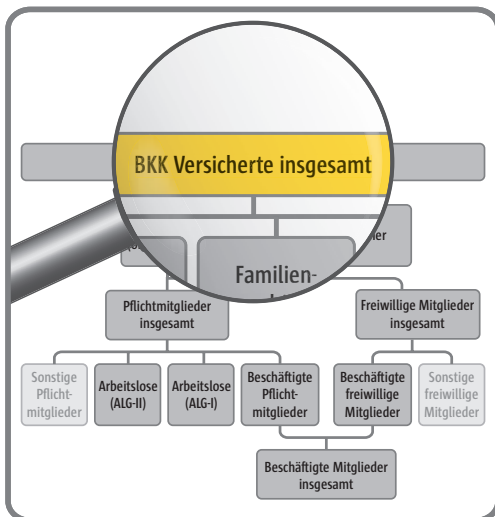 BKK Versicherte insgesamt
Familien-
Pflichtmitglieder
insgesamt
Freiwillige Mitglieder
insgesamt
Sonstige
Pflicht-
mitglieder
Arbeitslose
(ALG-II)
Arbeitslose
(ALG-I)
Beschäftigte
Pflicht-
mitglieder
Beschäftigte
freiwillige
Mitglieder
Sonstige
freiwillige
Mitglieder
Beschäftigte Mitglieder
insgesamt